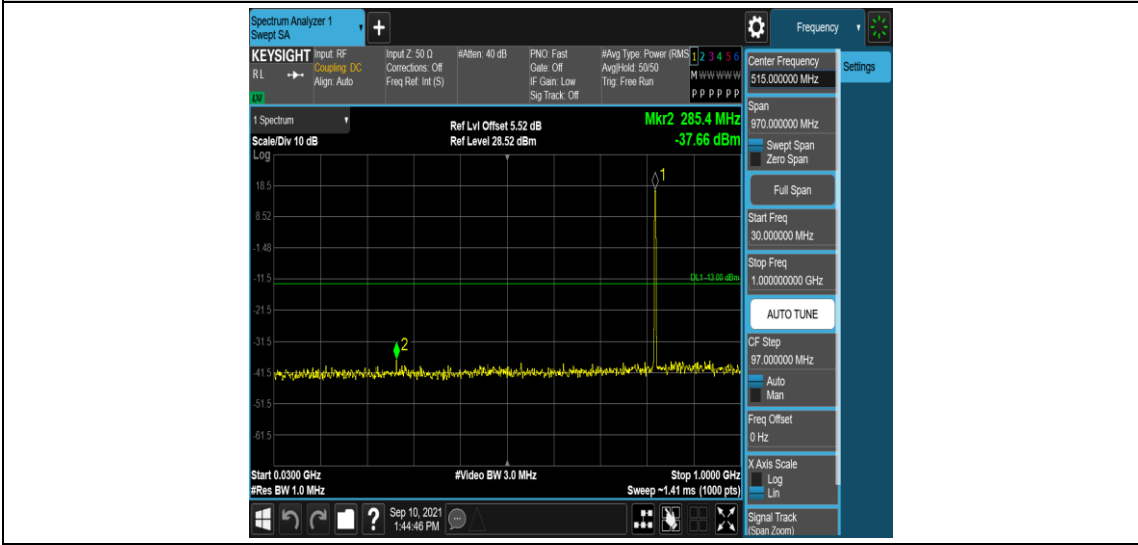 Spectrum Analyzer 1
Swept SA
+
Frequency
KEYSIGHT
R L
LM
Input: RF
Coupling: DC
Align: Auto
Input Z: 50 Ω
Corrections: Off
Freq Ref: Int (S)
#Atten: 40 dB
PNO: Fast
Gate: Off
IF Gain: Low
Sig Track: Off
#Avg Type: Power (RMS
Avg|Hold: 50/50
Trig: Free Run
1 2 3 4 5 6
M W W W W W
P P P P P P
1 Spectrum
Scale/Div 10 dB
Log
Ref Lvl Offset 5.52 dB
Ref Level 28.52 dBm
Mkr2 285.4 MHz
-37.66 dBm
1
18.5
8.52
-1.48
-11.5
DL1 -13.00 dBm
-21.5
-31.5
2
-41.5
-51.5
-61.5
Start 0.0300 GHz
#Video BW 3.0 MHz
Stop 1.0000 GHz
#Res BW 1.0 MHz
Sweep ~1.41 ms (1000 pts)
?
Sep 10, 2021
1:44:46 PM
Center Frequency
515.000000 MHz
Settings
Span
970.000000 MHz
Swept Span
Zero Span
Full Span
Start Freq
30.000000 MHz
Stop Freq
1.000000000 GHz
AUTO TUNE
CF Step
97.000000 MHz
Auto
Man
Freq Offset
0 Hz
X Axis Scale
Log
Lin
Signal Track
(Span Zoom)